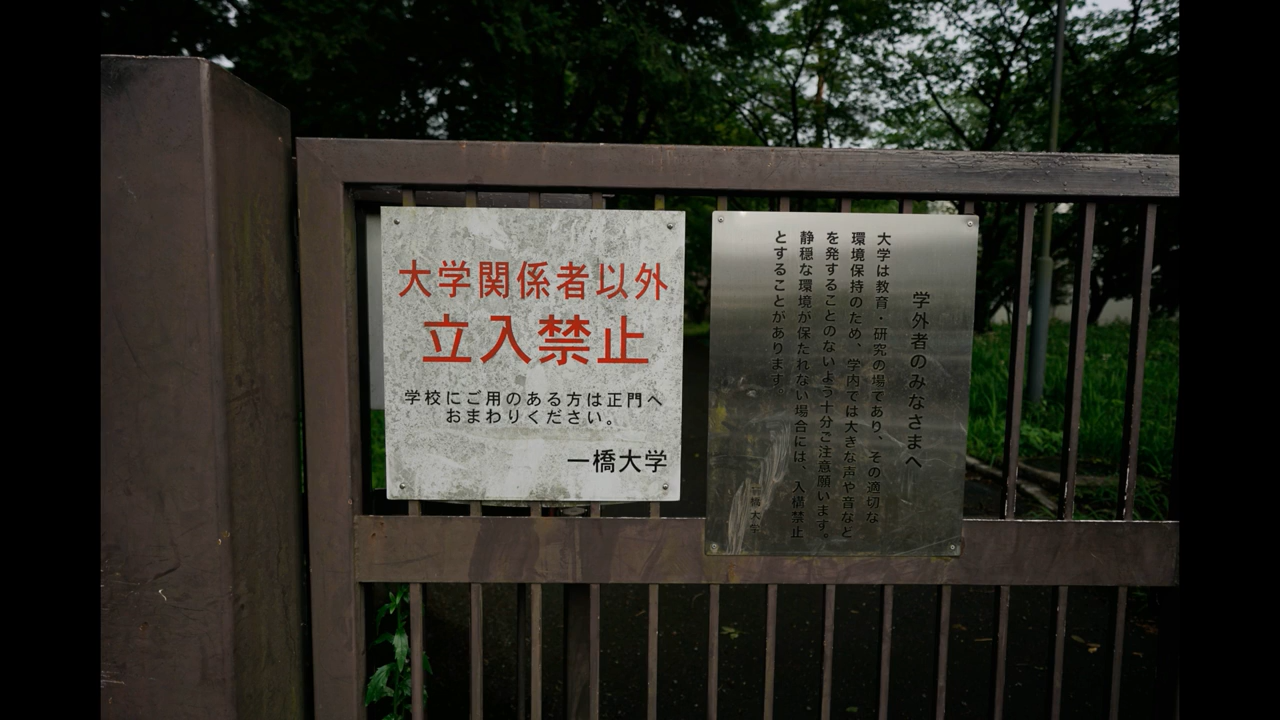 大学関係者以外
立入禁止
学校にご用のある方は正門へ
おまわりください。
一橋大学
学外者のみなさまへ
大学は教育・研究の場であり、その適切な
環境保持のため、学内では大きな声や音など
を発することのないよう十分ご注意願います。
静穏な環境が保たれない場合には、入構禁止
とすることがあります。
一橋大学